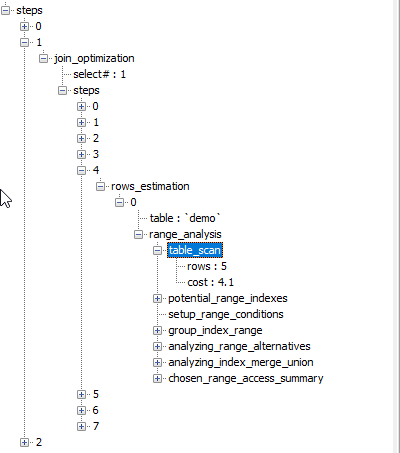 steps
0
1
join_optimization
select# : 1
steps
0
1
2
3
4
rows_estimation
0
table : `demo`
range_analysis
table_scan
rows : 5
cost : 4.1
potential_range_indexes
setup_range_conditions
group_index_range
analyzing_range_alternatives
analyzing_index_merge_union
chosen_range_access_summary
5
6
7
2